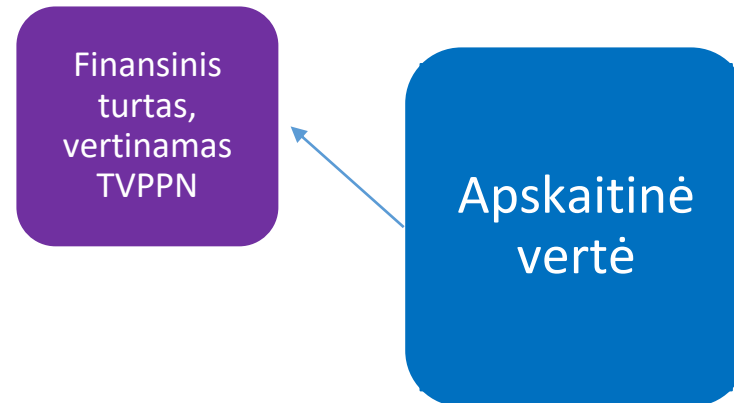 Finansinis
turtas,
vertinamas
TVPPN
Apskaitinė
vertė